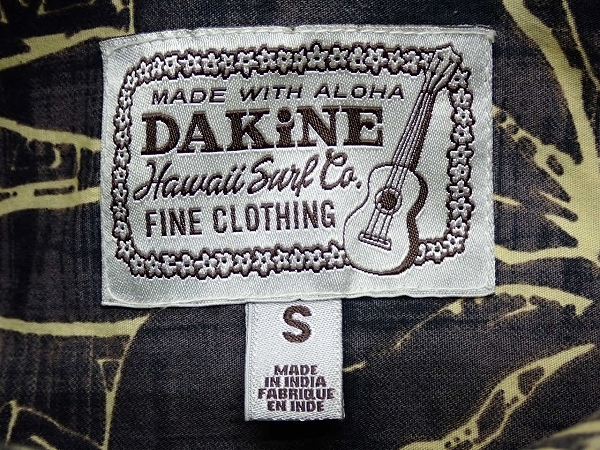 MADE WITH ALOHA
DAKiNE
Hawaii Surf Co.
FINE CLOTHING
S
MADE
IN INDIA
FABRIQUE
EN INDE